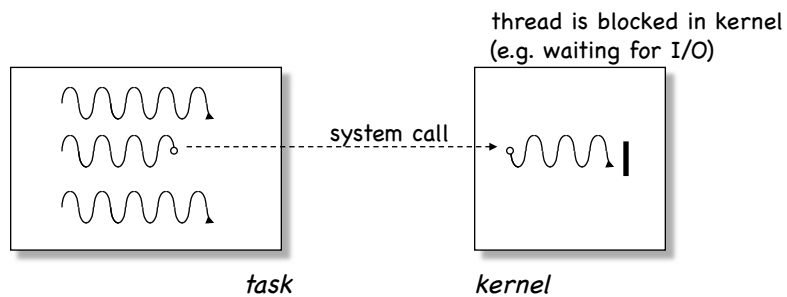 thread is blocked in kernel
(e.g. waiting for I/O)
system call
task
kernel